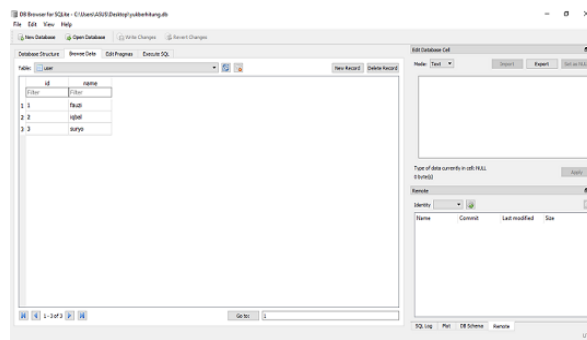 DB Browser for SQLite - C:\Users\ASUS\Desktop\yukberhitung.db
File Edit View Help
New Database Open Database Write Changes Revert Changes
Database Structure Browse Data Edit Pragmas Execute SQL
Table: user New Record Delete Record
id name
Filter Filter
1 1 fauzi
2 2 iqbal
3 3 suryo
1 - 3 of 3 Go to: 1
Edit Database Cell
Mode: Text Import Export Set as NULL
Type of data currently in cell: NULL
0 byte(s)
Apply
Remote
Identity
Name Commit Last modified Size
SQL Log Plot DB Schema Remote